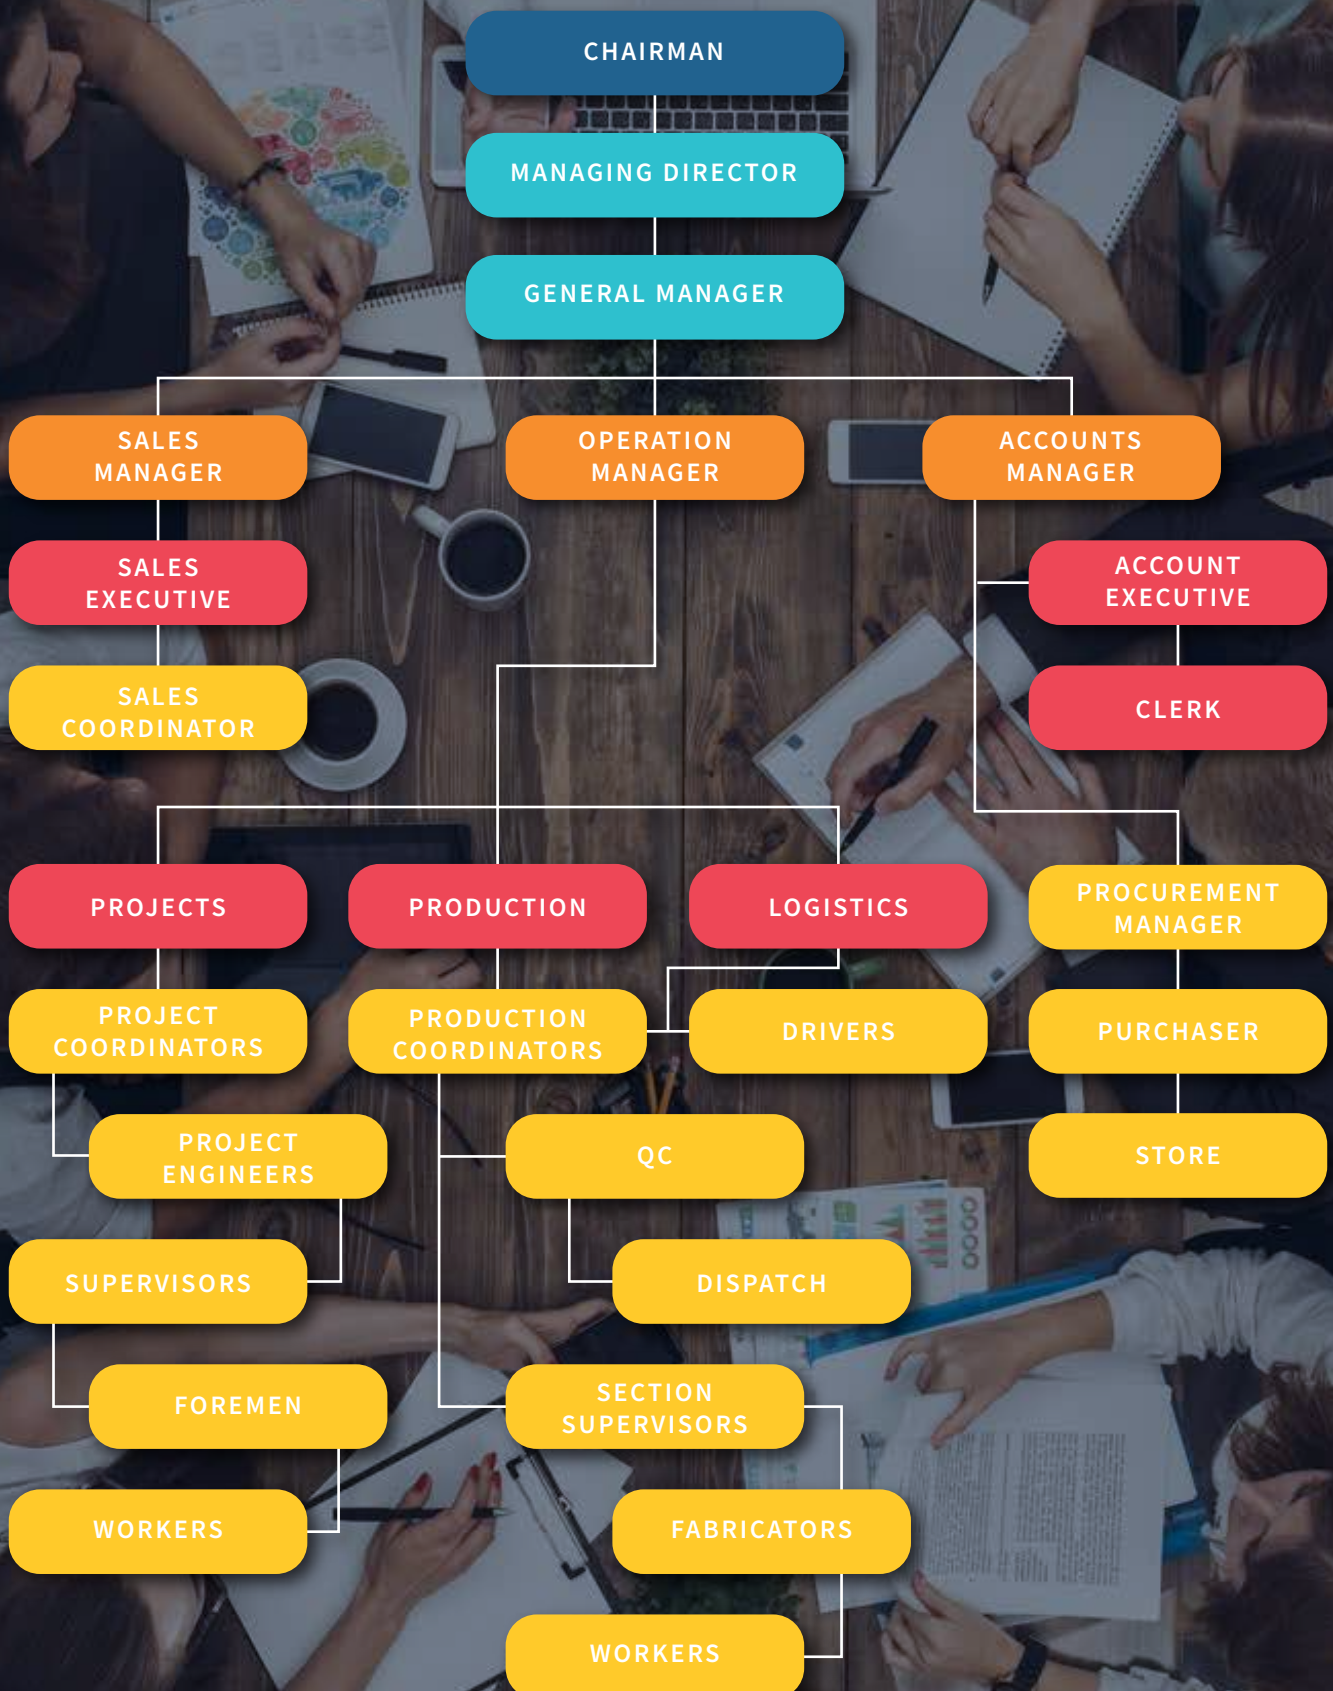 CHAIRMAN
MANAGING DIRECTOR
GENERAL MANAGER
SALES
MANAGER
OPERATION
MANAGER
ACCOUNTS
MANAGER
SALES
EXECUTIVE
ACCOUNT
EXECUTIVE
SALES
COORDINATOR
CLERK
PROJECTS
PRODUCTION
LOGISTICS
PROCUREMENT
MANAGER
PROJECT
COORDINATORS
PRODUCTION
COORDINATORS
DRIVERS
PURCHASER
PROJECT
ENGINEERS
QC
STORE
SUPERVISORS
DISPATCH
FOREMEN
SECTION
SUPERVISORS
WORKERS
FABRICATORS
WORKERS